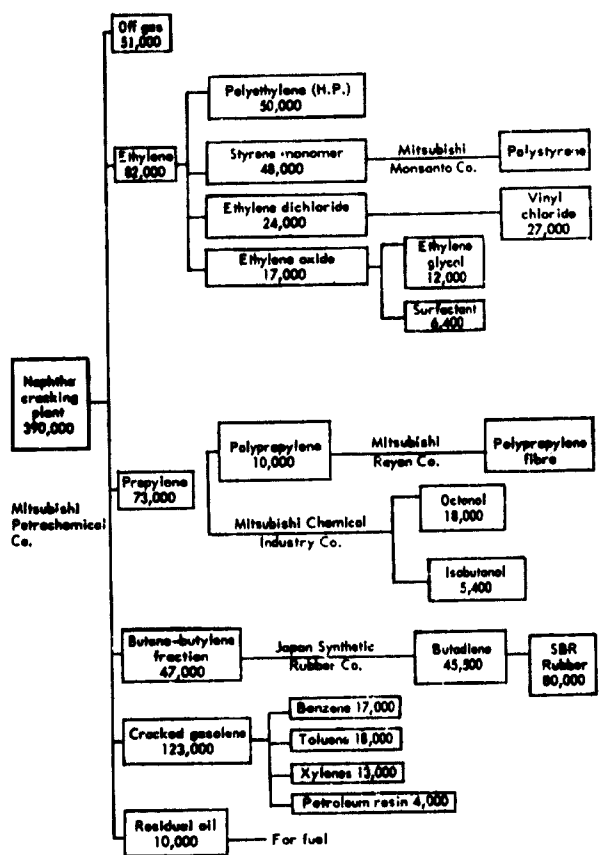 Off gas
51,000
Ethylene
82,000
Polyethylene (H.P.)
50,000
Styrene monomer
48,000
Mitsubishi
Monsanto Co.
Polystyrene
Ethylene dichloride
24,000
Vinyl
chloride
27,000
Ethylene oxide
17,000
Ethylene
glycol
12,000
Surfactant
6,400
Naphtha
cracking
plant
390,000
Mitsubishi
Petrochemical
Co.
Propylene
73,000
Polypropylene
10,000
Mitsubishi
Rayon Co.
Polypropylene
fibre
Mitsubishi Chemical
Industry Co.
Octanol
18,000
Isobutanol
5,400
Butane-butylene
fraction
47,000
Japan Synthetic
Rubber Co.
Butadiene
45,500
SBR
Rubber
80,000
Cracked gasolene
123,000
Benzene 17,000
Toluene 18,000
Xylenes 13,000
Petroleum resin 4,000
Residual oil
10,000
For fuel